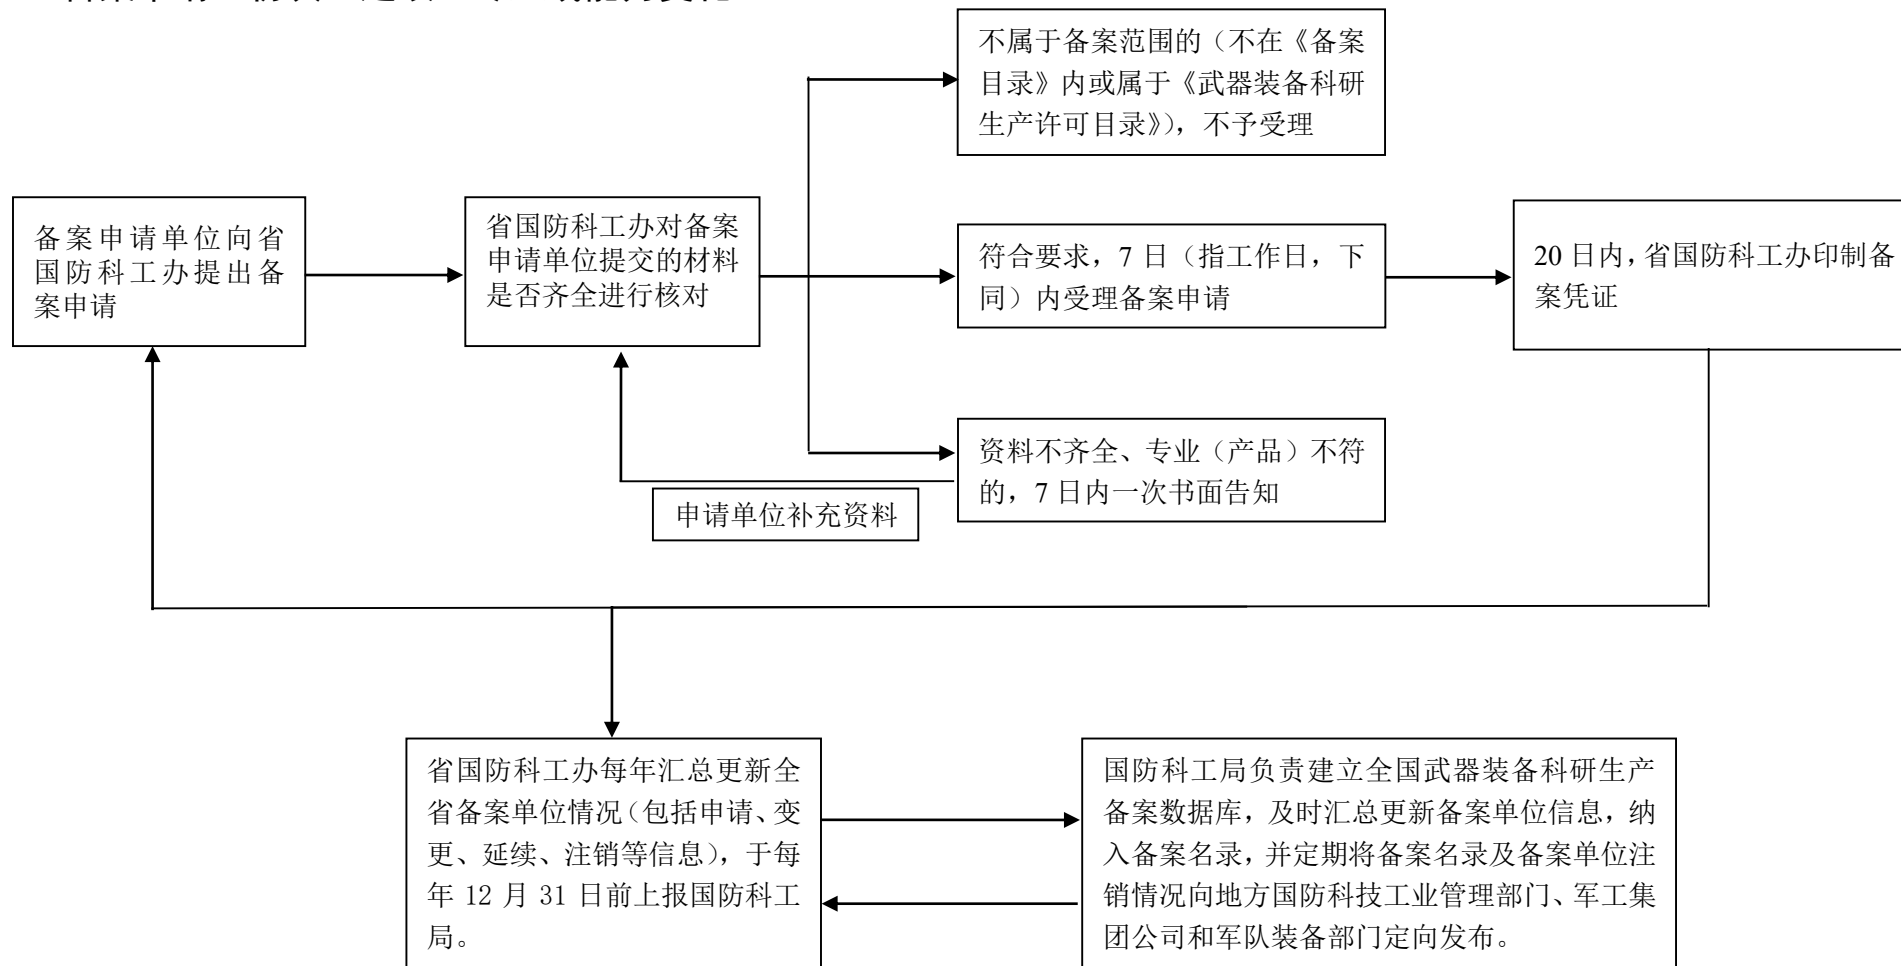 不属于备案范围的（不在《备案
目录》内或属于《武器装备科研
生产许可目录》），不予受理
备案申请单位向省
国防科工办提出备
案申请
省国防科工办对备案
申请单位提交的材料
是否齐全进行核对
符合要求，7 日（指工作日，下
同）内受理备案申请
20 日内，省国防科工办印制备
案凭证
资料不齐全、专业（产品）不符
的，7 日内一次书面告知
申请单位补充资料
省国防科工办每年汇总更新全
省备案单位情况（包括申请、变
更、延续、注销等信息），于每
年 12 月 31 日前上报国防科工
局。
国防科工局负责建立全国武器装备科研生产
备案数据库，及时汇总更新备案单位信息，纳
入备案名录，并定期将备案名录及备案单位注
销情况向地方国防科技工业管理部门、军工集
团公司和军队装备部门定向发布。